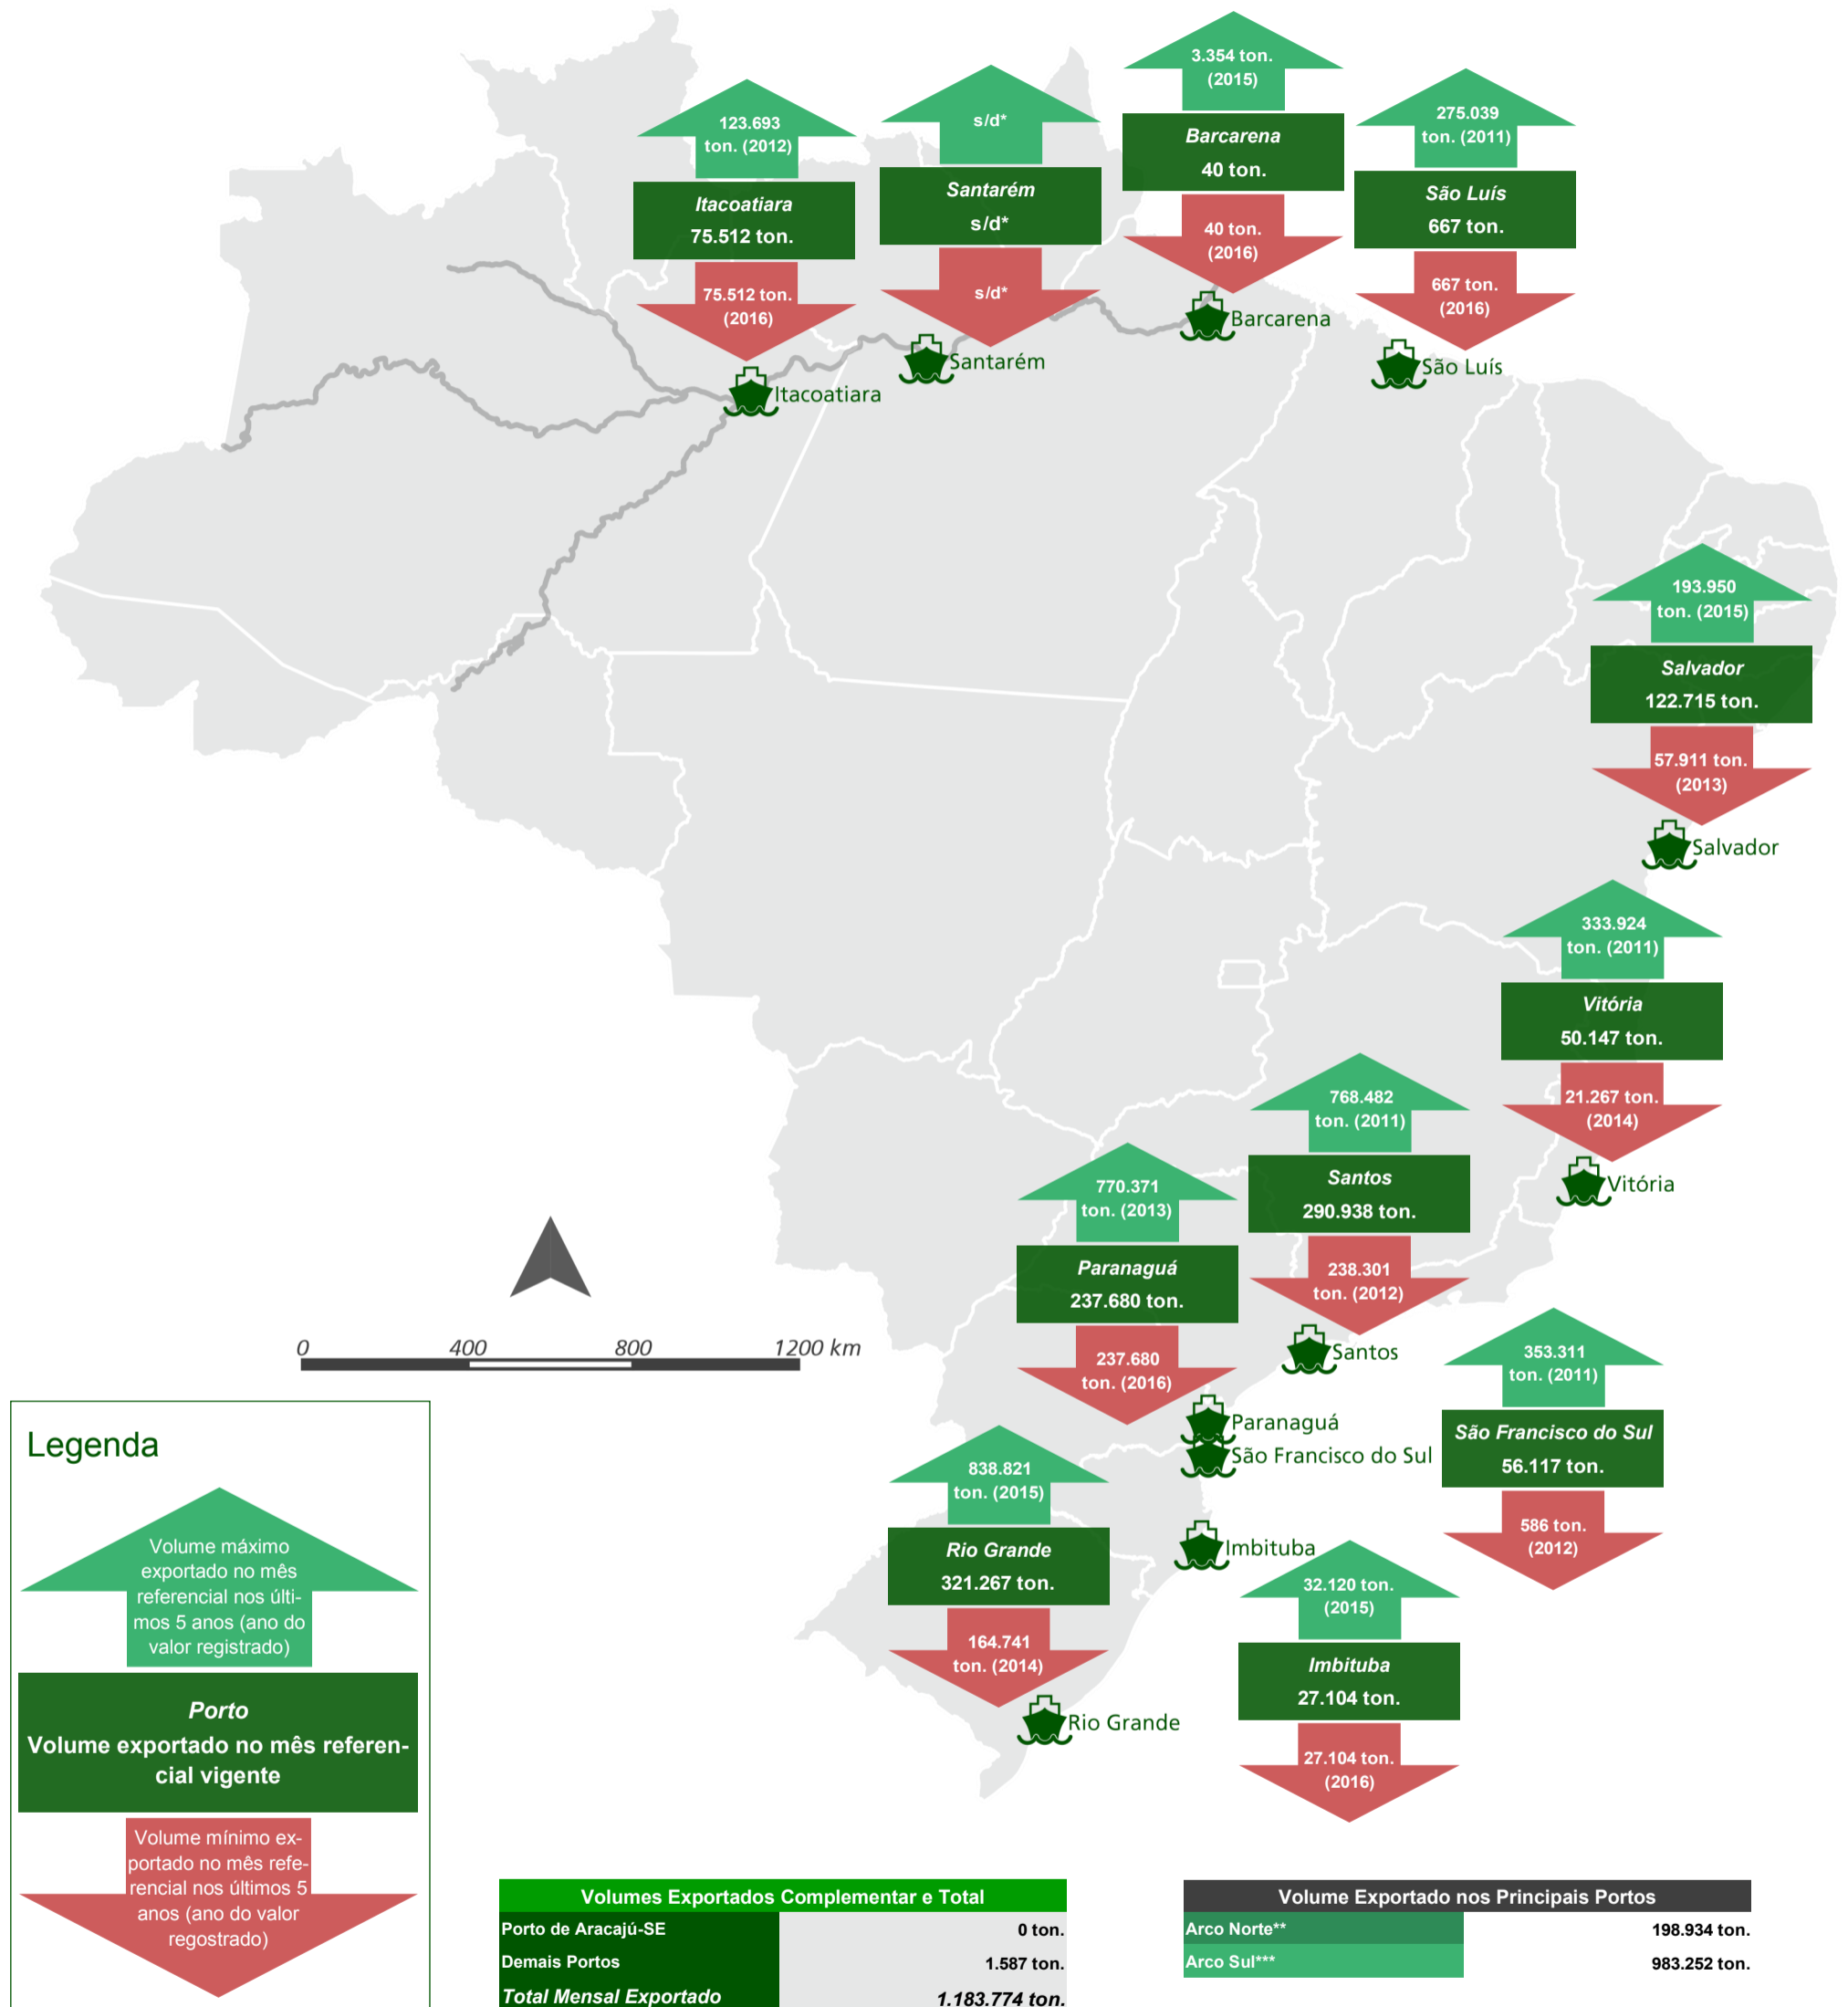 3.354 ton.
(2015)
Barcarena
40 ton.
40 ton.
(2016)
123.693
ton. (2012)
Itacoatiara
75.512 ton.
75.512 ton.
(2016)
s/d*
Santarém
s/d*
s/d*
275.039
ton. (2011)
São Luís
667 ton.
667 ton.
(2016)
Barcarena
Santarém
São Luís
Itacoatiara
193.950
ton. (2015)
Salvador
122.715 ton.
57.911 ton.
(2013)
Salvador
333.924
ton. (2011)
Vitória
50.147 ton.
21.267 ton.
(2014)
Vitória
768.482
ton. (2011)
Santos
290.938 ton.
238.301
ton. (2012)
Santos
770.371
ton. (2013)
Paranaguá
237.680 ton.
237.680
ton. (2016)
Paranaguá
São Francisco do Sul
353.311
ton. (2011)
São Francisco do Sul
56.117 ton.
586 ton.
(2012)
838.821
ton. (2015)
Rio Grande
321.267 ton.
164.741
ton. (2014)
Rio Grande
Imbituba
32.120 ton.
(2015)
Imbituba
27.104 ton.
27.104 ton.
(2016)
0 400 800 1200 km
Legenda
Volume máximo
exportado no mês
referencial nos últi-
mos 5 anos (ano do
valor registrado)
Porto
Volume exportado no mês referen-
cial vigente
Volume mínimo ex-
portado no mês refe-
rencial nos últimos 5
anos (ano do valor
regostrado)
Volumes Exportados Complementar e Total
Porto de Aracajú-SE 0 ton.
Demais Portos 1.587 ton.
Total Mensal Exportado 1.183.774 ton.
Volume Exportado nos Principais Portos
Arco Norte** 198.934 ton.
Arco Sul*** 983.252 ton.